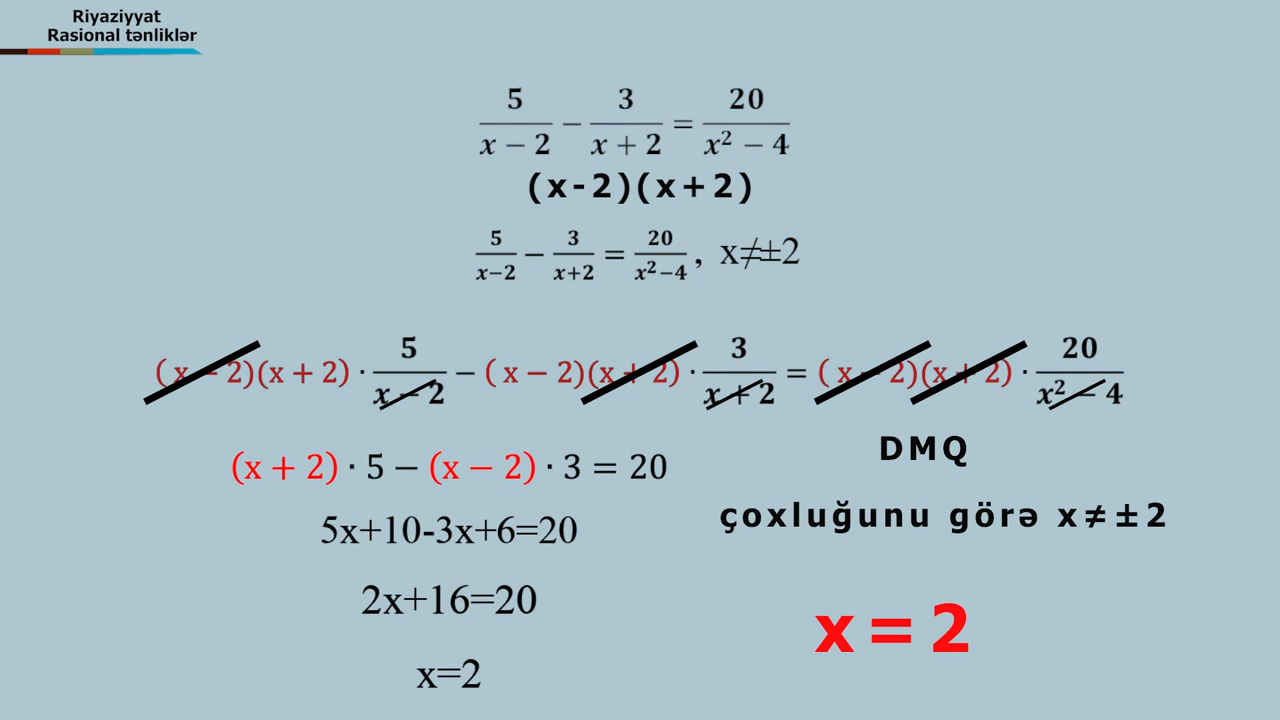 Riyaziyyat
Rasional tənliklər
5/(x − 2) − 3/(x + 2) = 20/(x² − 4)
(x-2)(x+2)
5/(x−2) − 3/(x+2) = 20/(x²−4), x≠±2
(x − 2)(x + 2) · 5/(x − 2) − (x − 2)(x + 2) · 3/(x + 2) = (x − 2)(x + 2) · 20/(x² − 4)
(x + 2) · 5 − (x − 2) · 3 = 20
DMQ
çoxluğunu görə x≠±2
5x+10-3x+6=20
2x+16=20
x=2
x=2